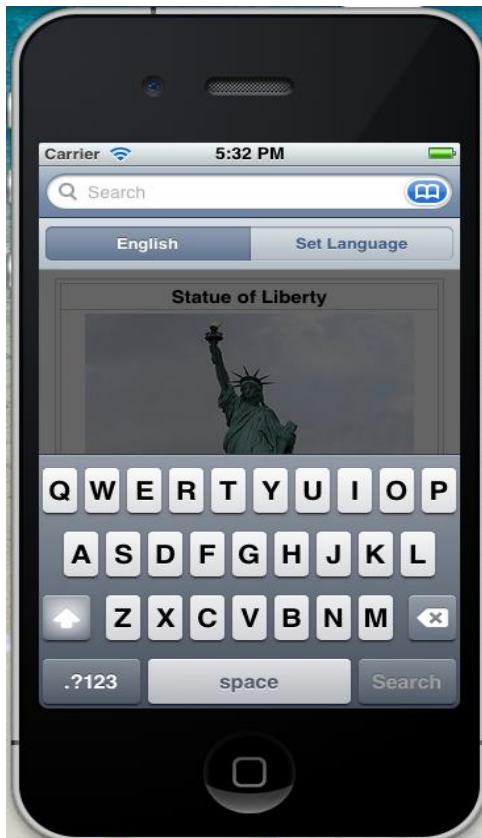 Carrier 5:32 PM
Search
English Set Language
Statue of Liberty
Q W E R T Y U I O P
A S D F G H J K L
Z X C V B N M
.?123 space Search